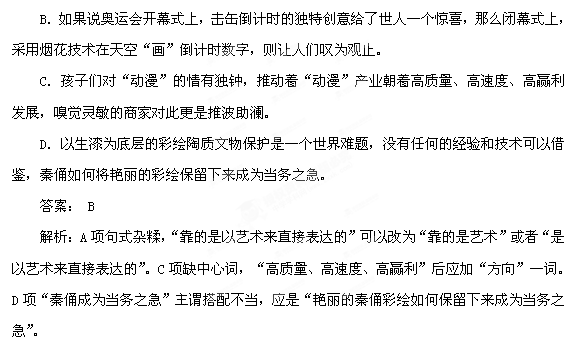 B．如果说奥运会开幕式上，击缶倒计时的独特创意给了世人一个惊喜，那么闭幕式上，
采用烟花技术在天空“画”倒计时数字，则让人们叹为观止。
C．孩子们对“动漫”的情有独钟，推动着“动漫”产业朝着高质量、高速度、高赢利
发展，嗅觉灵敏的商家对此更是推波助澜。
D．以生漆为底层的彩绘陶质文物保护是一个世界难题，没有任何的经验和技术可以借
鉴，秦俑如何将艳丽的彩绘保留下来成为当务之急。
答案： B
解析：A 项句式杂糅，“靠的是以艺术来直接表达的”可以改为“靠的是艺术”或者“是
以艺术来直接表达的”。C 项缺中心词，“高质量、高速度、高赢利”后应加“方向”一词。
D 项“秦俑成为当务之急”主谓搭配不当，应是“艳丽的秦俑彩绘如何保留下来成为当务之
急”。